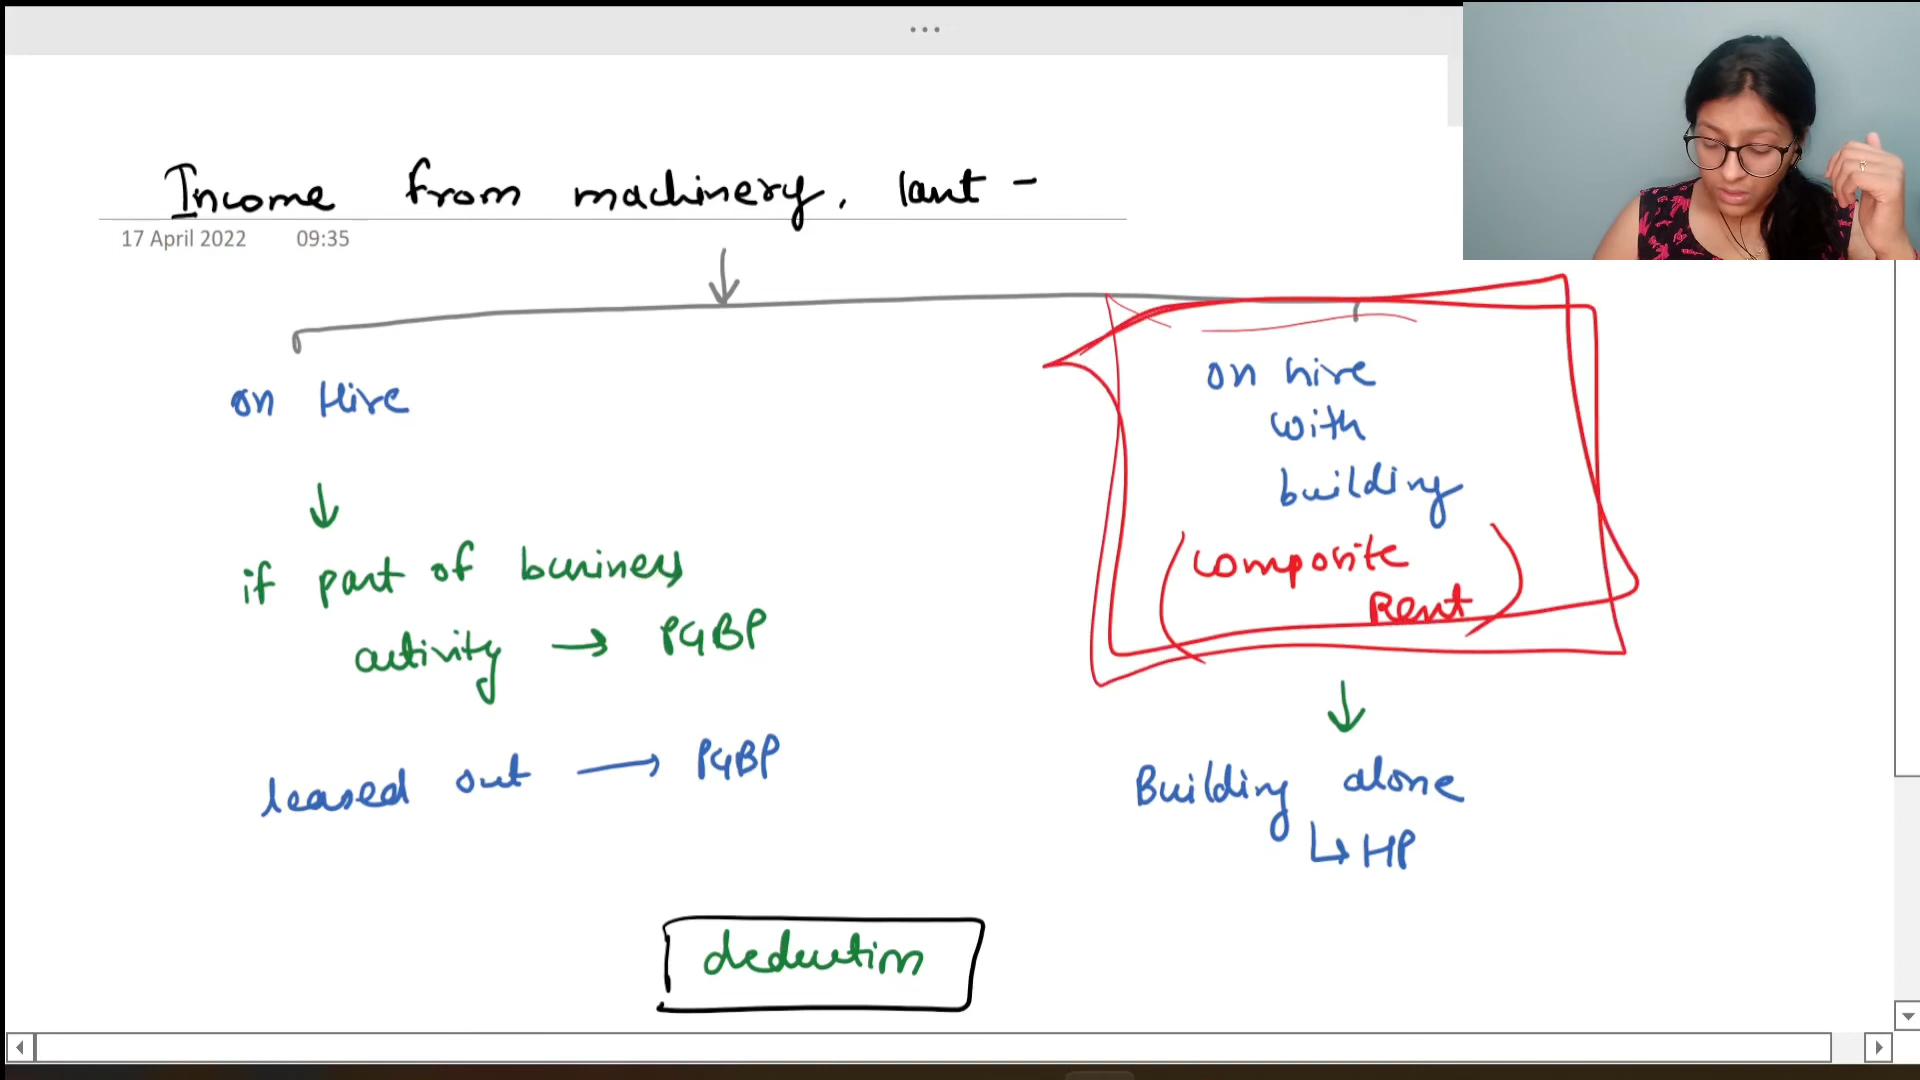 Income from machinery, lant -
17 April 2022 09:35
on Hire
if part of business
activity → PGBP
leased out → PGBP
on hire
with
building
(composite
Rent)
Building alone
↳ HP
deduction